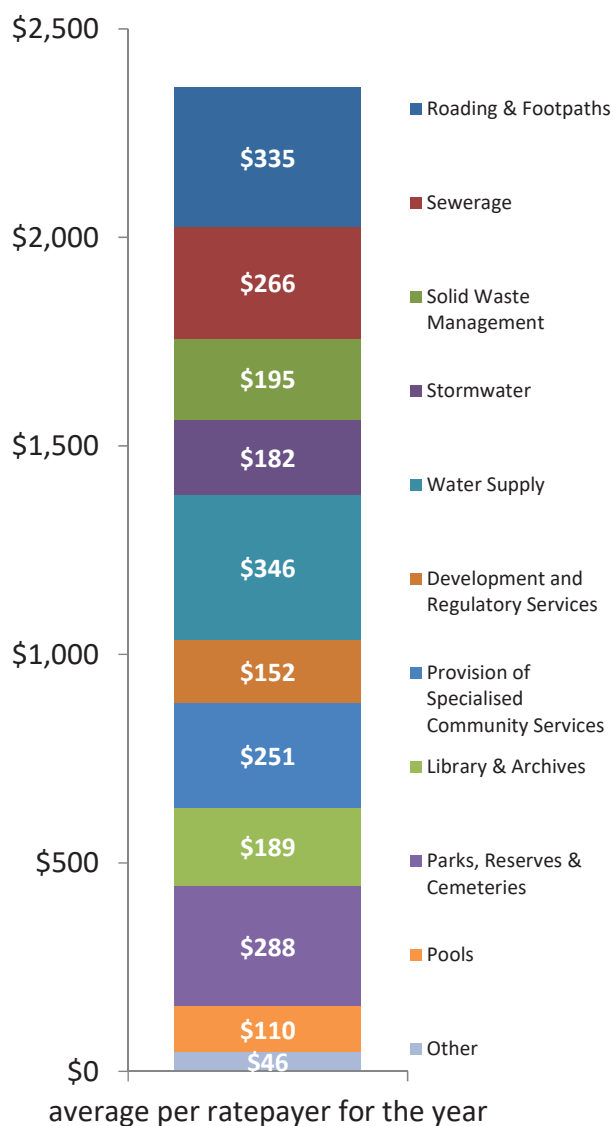 $2,500
$2,000
$1,500
$1,000
$500
$0
$335
$266
$195
$182
$346
$152
$251
$189
$288
$110
$46
Roading & Footpaths
Sewerage
Solid Waste
Management
Stormwater
Water Supply
Development and
Regulatory Services
Provision of
Specialised
Community Services
Library & Archives
Parks, Reserves &
Cemeteries
Pools
Other
average per ratepayer for the year